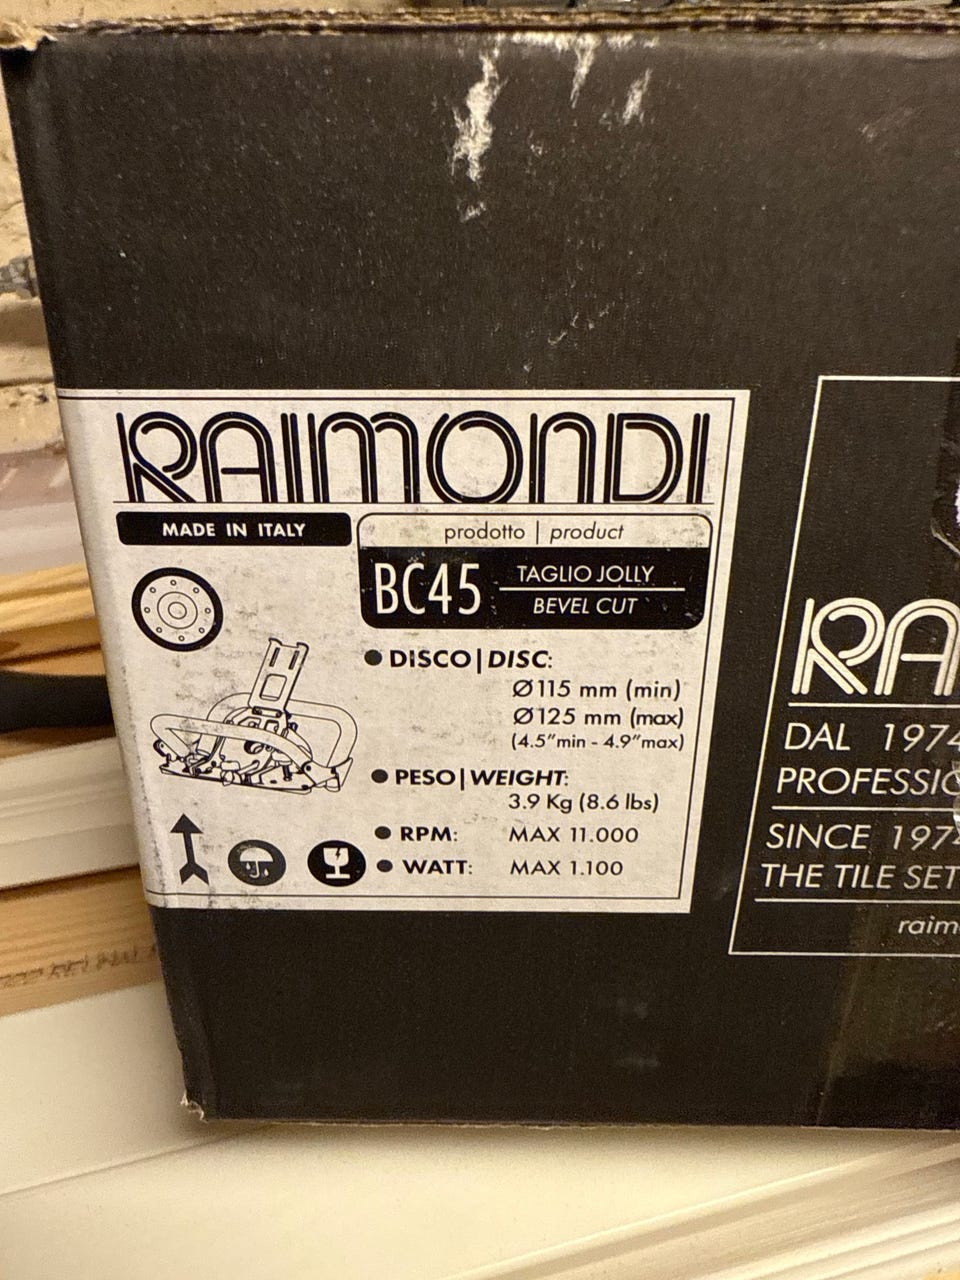 RAIMONDI
MADE IN ITALY
prodotto | product
BC45
TAGLIO JOLLY
BEVEL CUT
● DISCO | DISC:
Ø115 mm (min)
Ø125 mm (max)
(4.5″min - 4.9″max)
● PESO | WEIGHT:
3.9 Kg (8.6 lbs)
● RPM: MAX 11.000
● WATT: MAX 1.100
RA
DAL 1974
PROFESSIO
SINCE 1974
THE TILE SET
raim